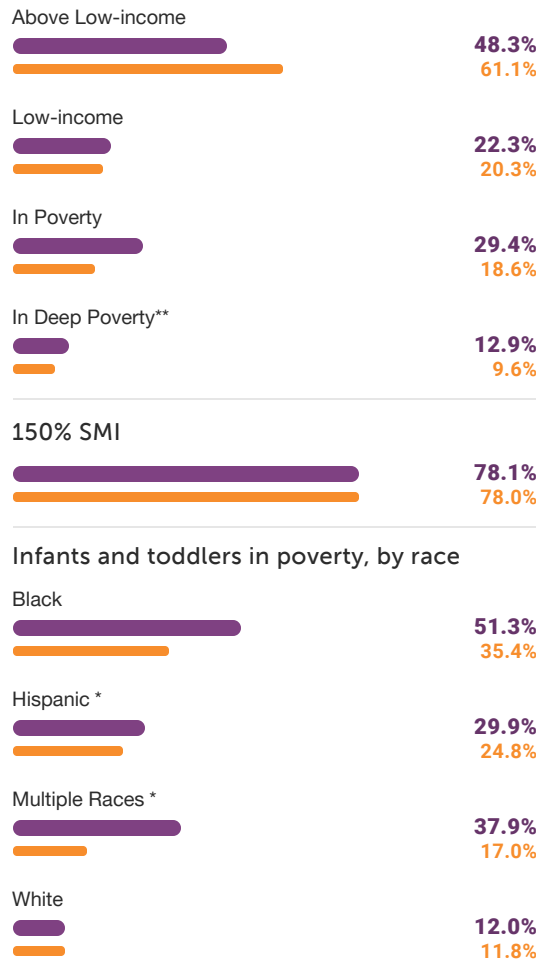 Above Low-income
48.3%
61.1%
Low-income
22.3%
20.3%
In Poverty
29.4%
18.6%
In Deep Poverty**
12.9%
9.6%
150% SMI
78.1%
78.0%
Infants and toddlers in poverty, by race
Black
51.3%
35.4%
Hispanic *
29.9%
24.8%
Multiple Races *
37.9%
17.0%
White
12.0%
11.8%